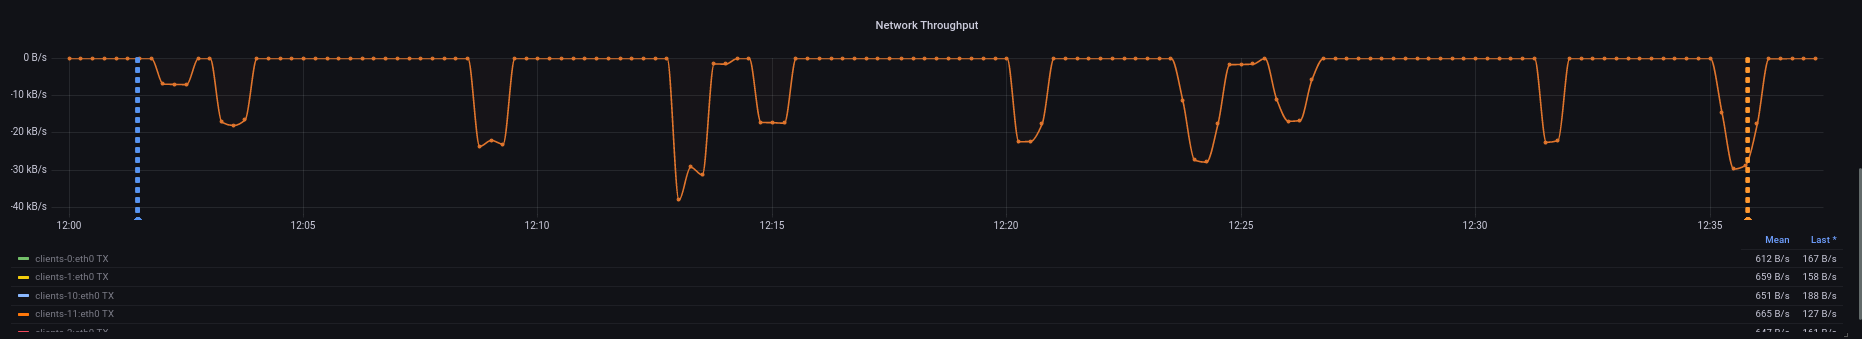 Network Throughput
0 B/s
-10 kB/s
-20 kB/s
-30 kB/s
-40 kB/s
12:00 12:05 12:10 12:15 12:20 12:25 12:30 12:35
Mean Last *
clients-0:eth0 TX 612 B/s 167 B/s
clients-1:eth0 TX 659 B/s 158 B/s
clients-10:eth0 TX 651 B/s 188 B/s
clients-11:eth0 TX 665 B/s 127 B/s